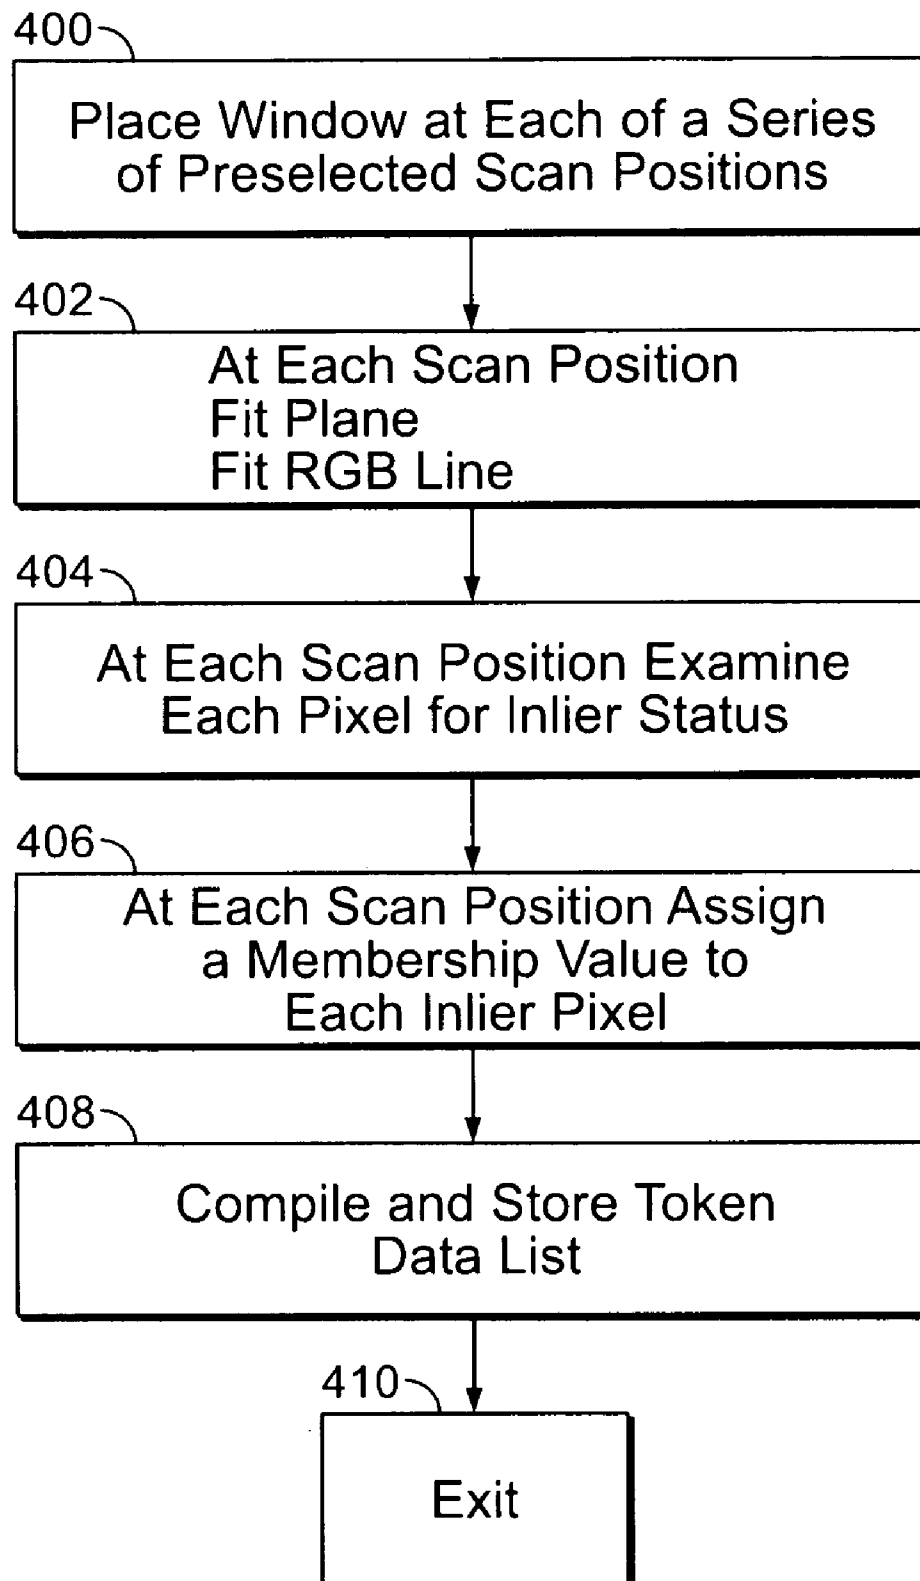 400
Place Window at Each of a Series
of Preselected Scan Positions
402
At Each Scan Position
Fit Plane
Fit RGB Line
404
At Each Scan Position Examine
Each Pixel for Inlier Status
406
At Each Scan Position Assign
a Membership Value to
Each Inlier Pixel
408
Compile and Store Token
Data List
410
Exit